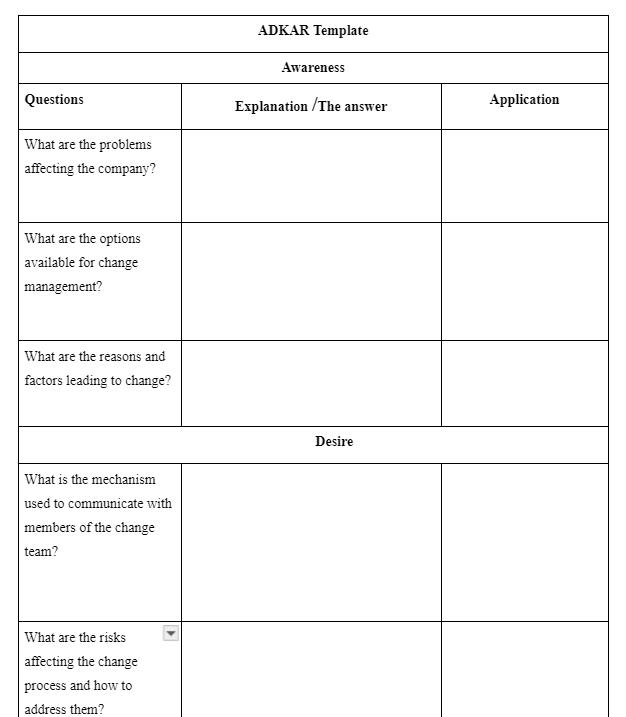 ADKAR Template
Awareness
Questions
Explanation /The answer
Application
What are the problems
affecting the company?
What are the options
available for change
management?
What are the reasons and
factors leading to change?
Desire
What is the mechanism
used to communicate with
members of the change
team?
What are the risks
affecting the change
process and how to
address them?